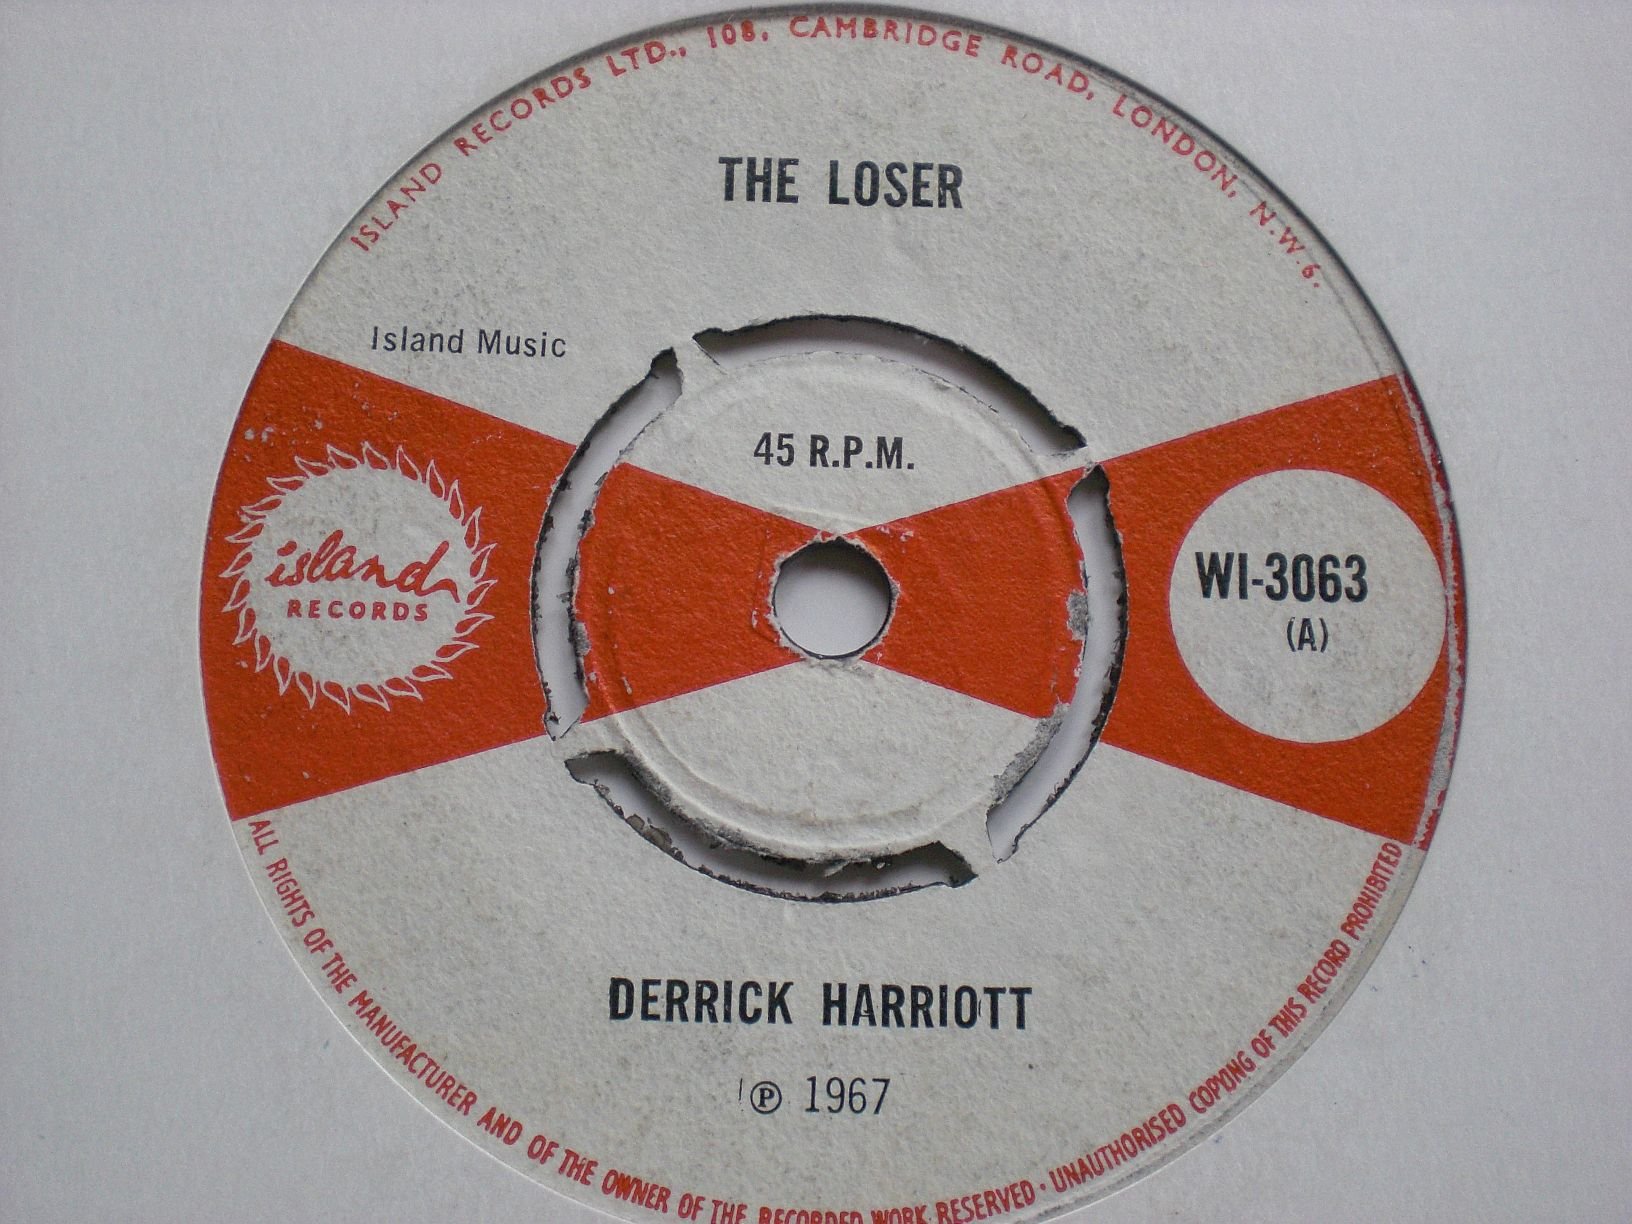 ISLAND RECORDS LTD., 108, CAMBRIDGE ROAD, LONDON, N.W.6.
THE LOSER
Island Music
45 R.P.M.
island
RECORDS
WI-3063
(A)
DERRICK HARRIOTT
℗ 1967
ALL RIGHTS OF THE MANUFACTURER AND OF THE OWNER OF THE RECORDED WORK RESERVED · UNAUTHORISED COPYING OF THIS RECORD PROHIBITED